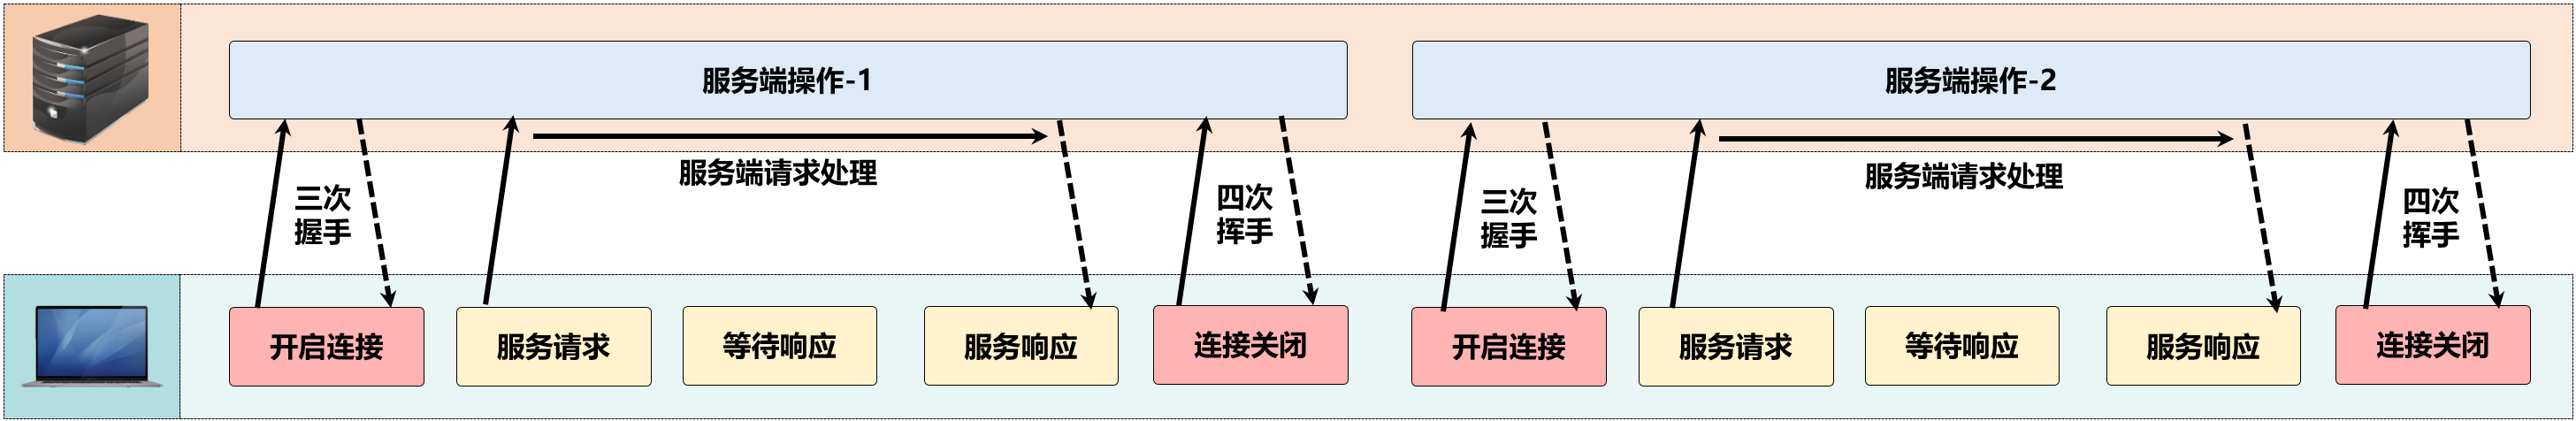 服务端操作-1
服务端操作-2
服务端请求处理
服务端请求处理
三次
握手
四次
挥手
三次
握手
四次
挥手
开启连接
服务请求
等待响应
服务响应
连接关闭
开启连接
服务请求
等待响应
服务响应
连接关闭